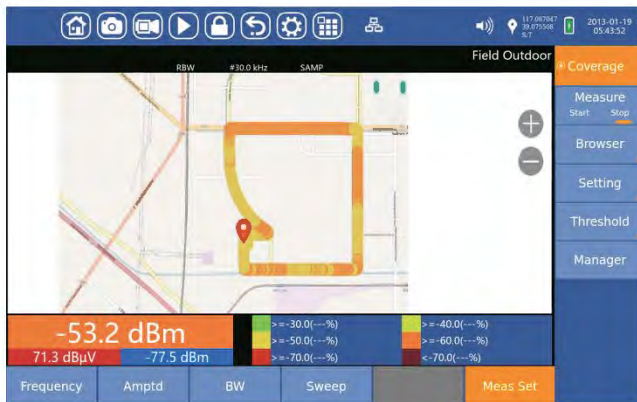 117.087047
39.075508
S:7
2013-01-19
05:43:52
Field Outdoor
RBW #30.0 kHz SAMP
Coverage
Measure
Start Stop
Browser
Setting
Threshold
Manager
-53.2 dBm
71.3 dBµV -77.5 dBm
>=-30.0(---%) >=-40.0(---%)
>=-50.0(---%) >=-60.0(---%)
>=-70.0(---%) <-70.0(---%)
Frequency Amptd BW Sweep Meas Set